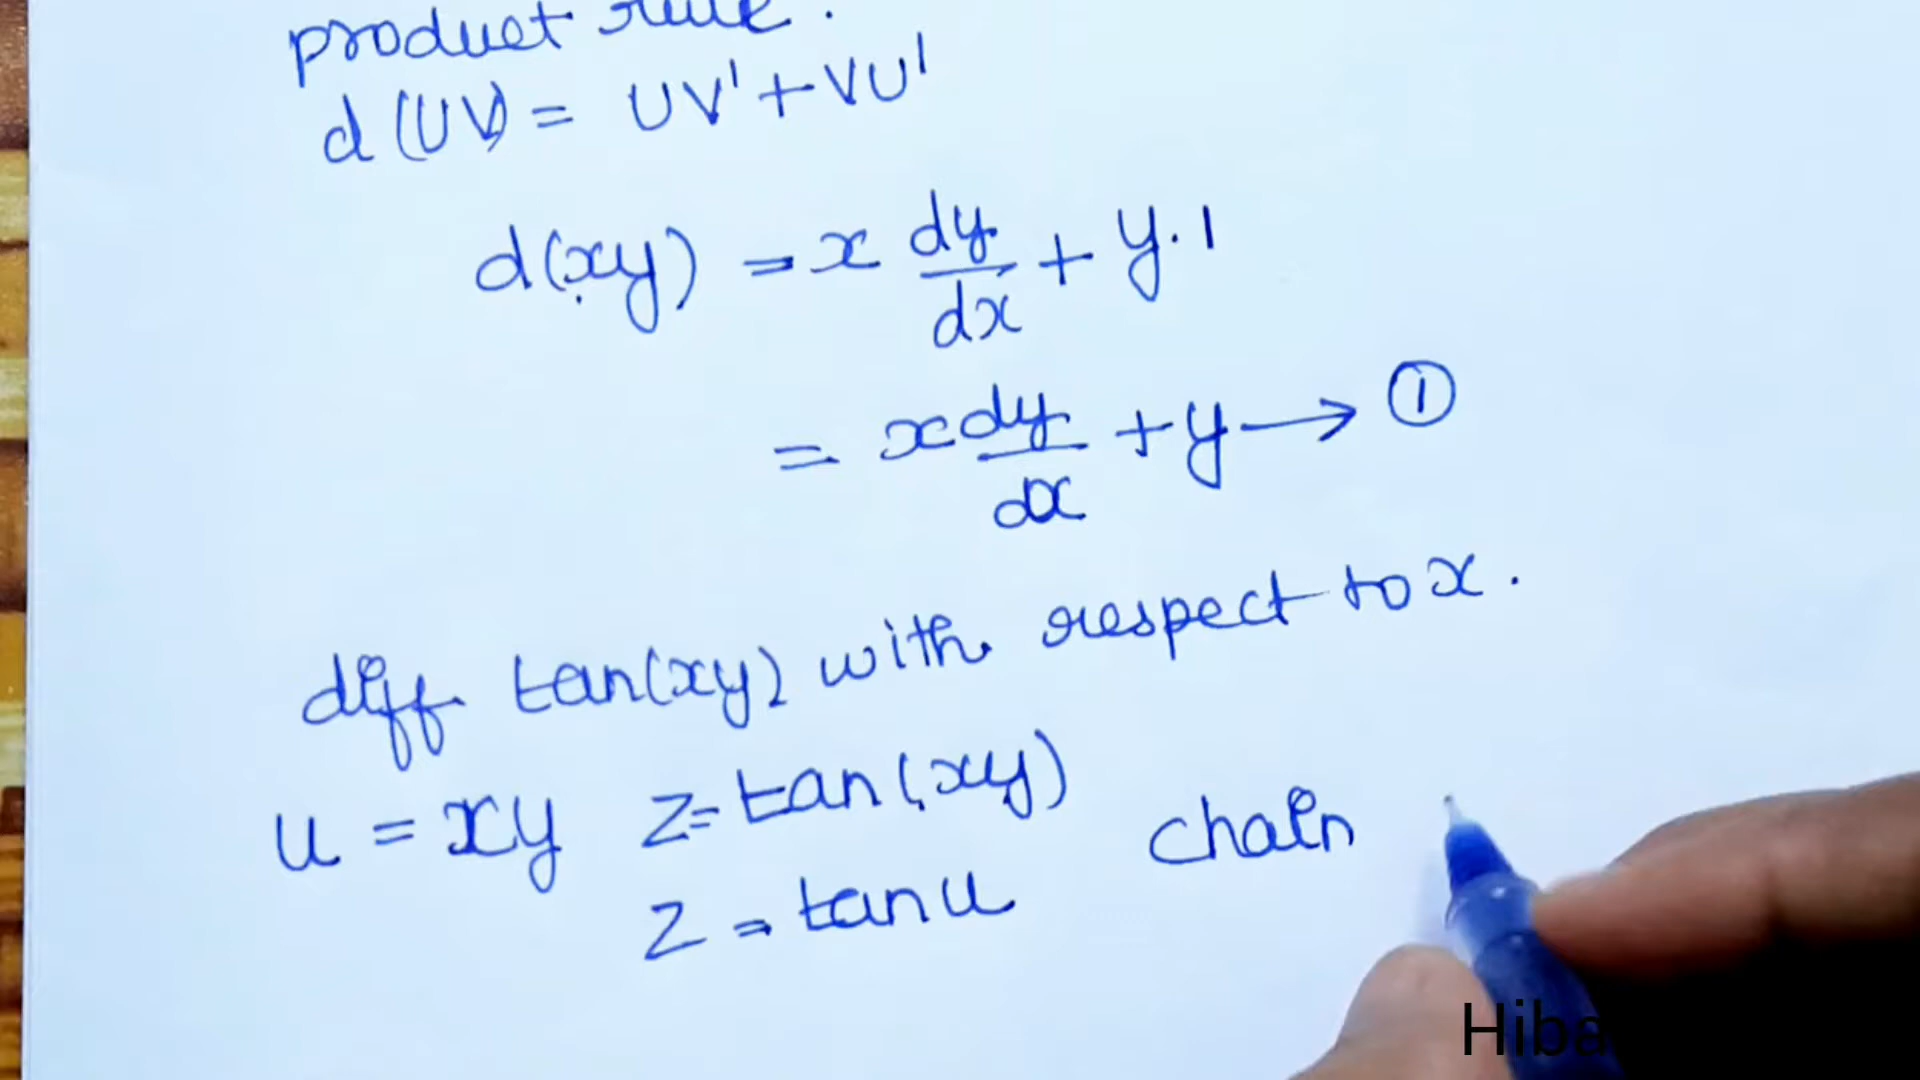 product rule.
d(UV) = UV' + VU'
d(xy) = x dy/dx + y.1
= x dy/dx + y → ①
diff tan(xy) with respect to x.
u = xy z = tan(xy)
chain
z = tan u